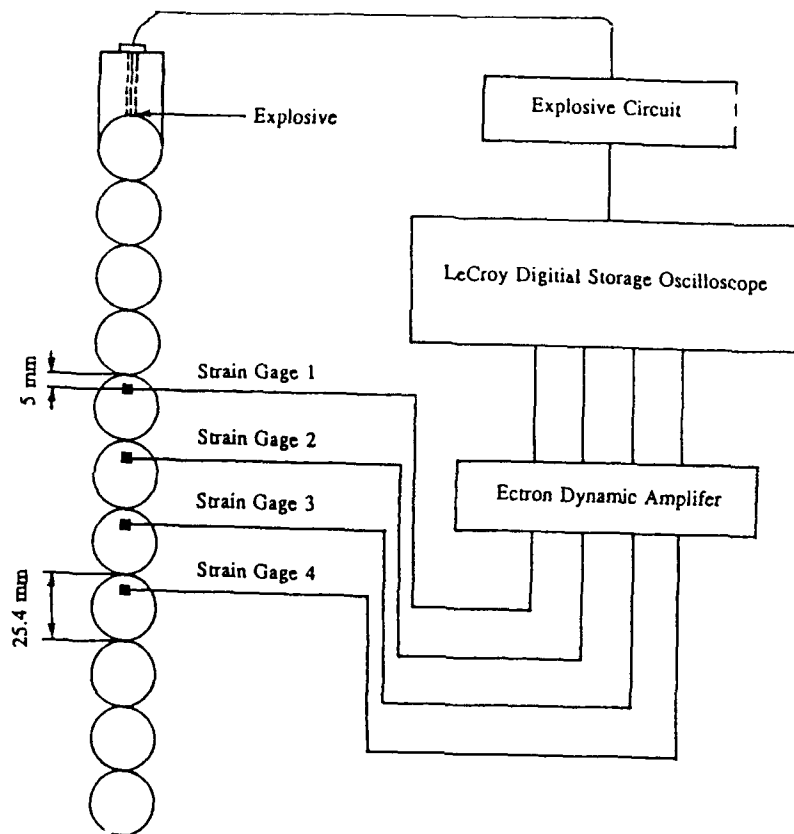 Explosive
Explosive Circuit
LeCroy Digitial Storage Oscilloscope
Strain Gage 1
5 mm
Strain Gage 2
Ectron Dynamic Amplifer
Strain Gage 3
Strain Gage 4
25.4 mm